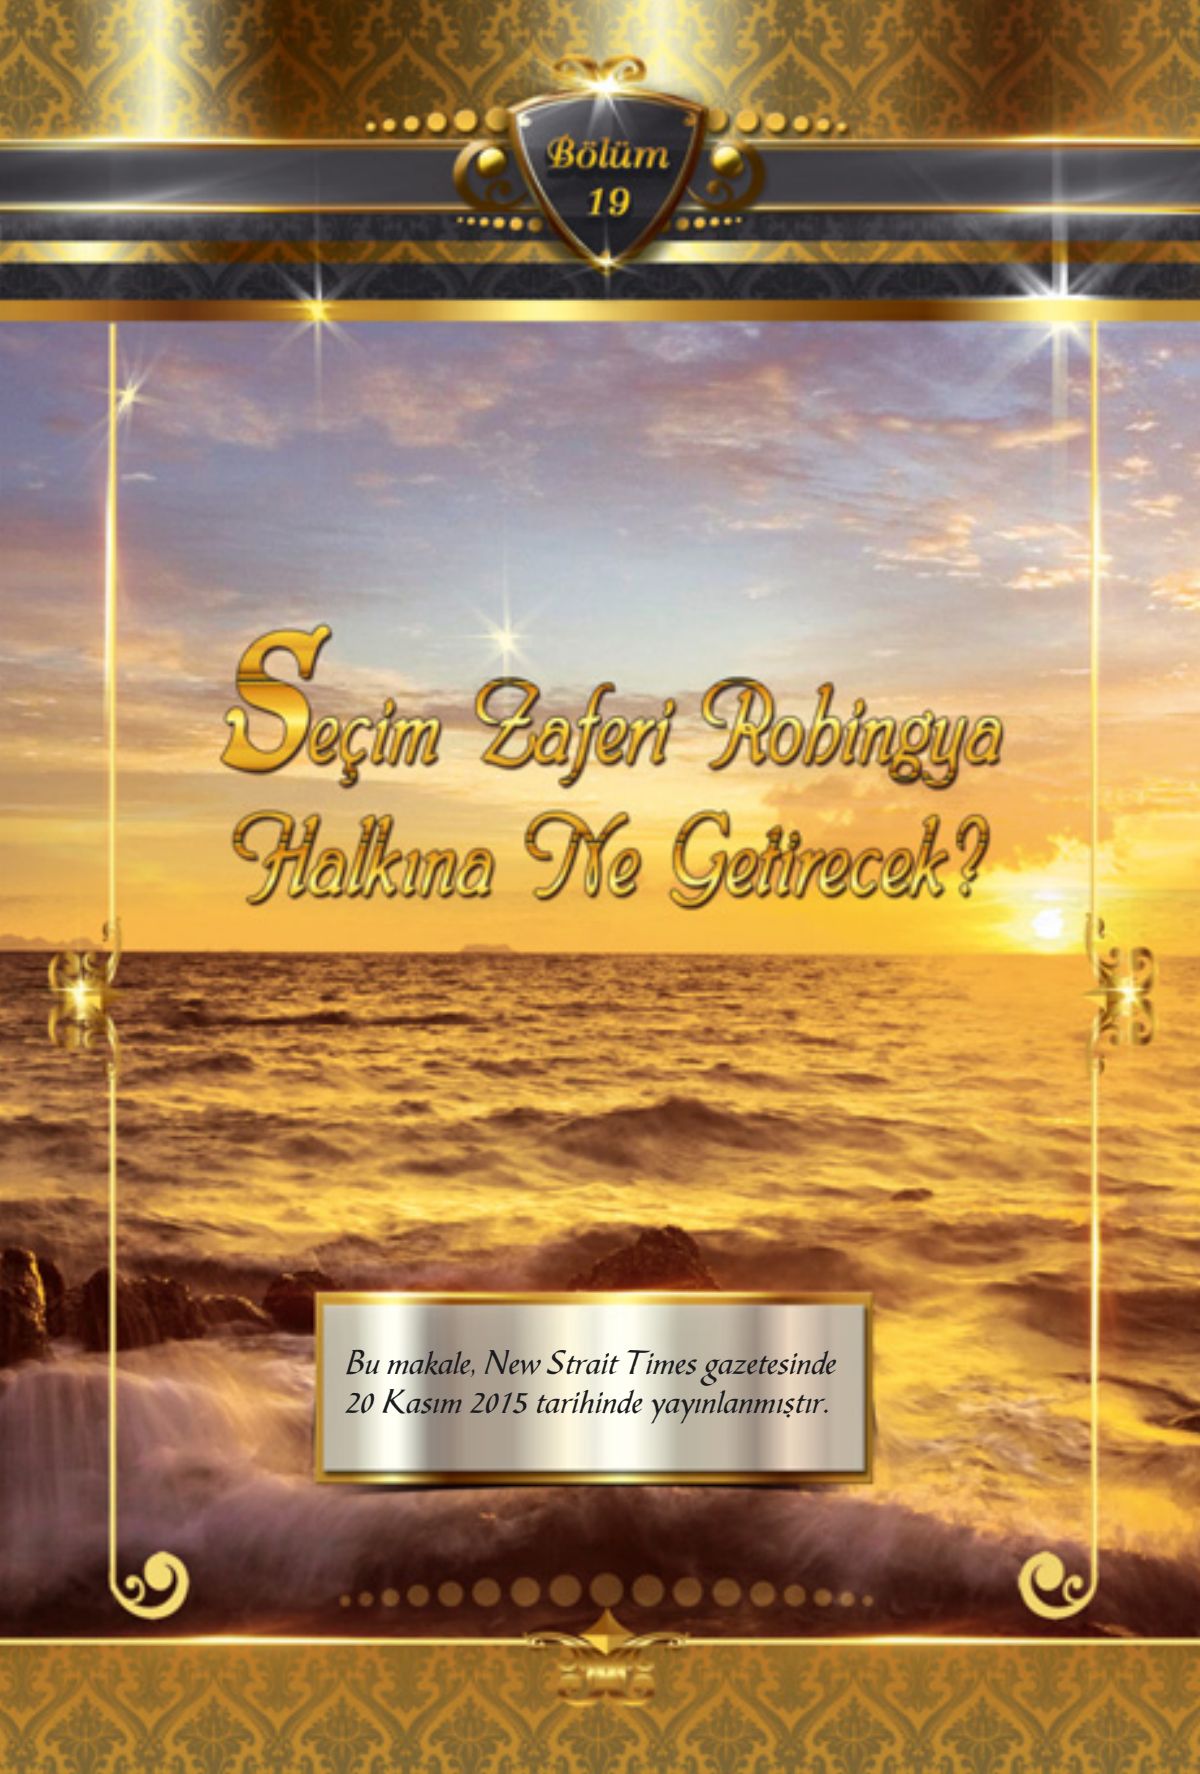 Bölüm
19
Seçim Zaferi Rohingya
Halkına Ne Getirecek?
Bu makale, New Strait Times gazetesinde
20 Kasım 2015 tarihinde yayınlanmıştır.